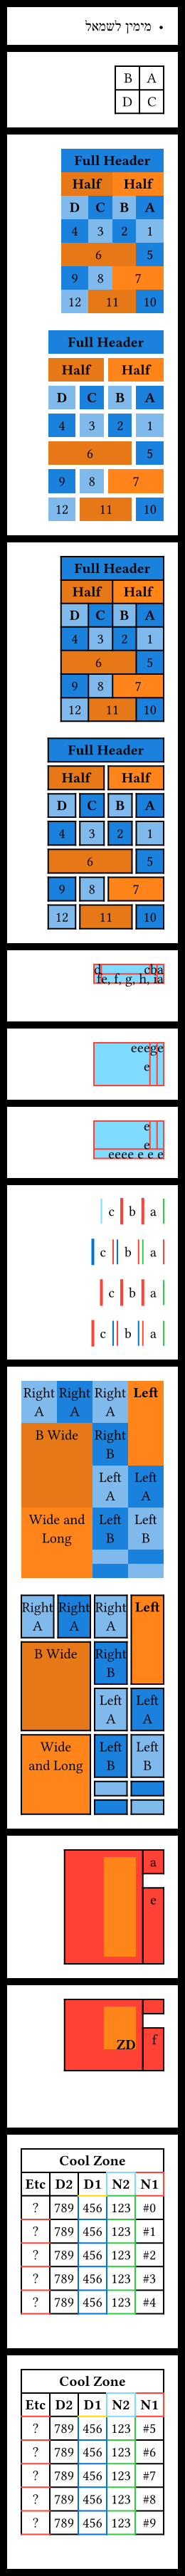 • מימין לשמאל
B A
D C
Full Header
Half Half
D C B A
4 3 2 1
6 5
9 8 7
12 11 10
Full Header
Half Half
D C B A
4 3 2 1
6 5
9 8 7
12 11 10
Full Header
Half Half
D C B A
4 3 2 1
6 5
9 8 7
12 11 10
Full Header
Half Half
D C B A
4 3 2 1
6 5
9 8 7
12 11 10
d cba
fe, f, g, h, ia
eeege
e
e
e
eeee e e e
c b a
c b a
c b a
c b a
Right Right Right Left
A A A
B Wide Right
B
Left Left
A A
Wide and Left Left
Long B B
Right Right Right Left
A A A
B Wide Right
B
Left Left
A A
Wide Left Left
and Long B B
a
e
f
ZD
Cool Zone
Etc D2 D1 N2 N1
? 789 456 123 #0
? 789 456 123 #1
? 789 456 123 #2
? 789 456 123 #3
? 789 456 123 #4
Cool Zone
Etc D2 D1 N2 N1
? 789 456 123 #5
? 789 456 123 #6
? 789 456 123 #7
? 789 456 123 #8
? 789 456 123 #9